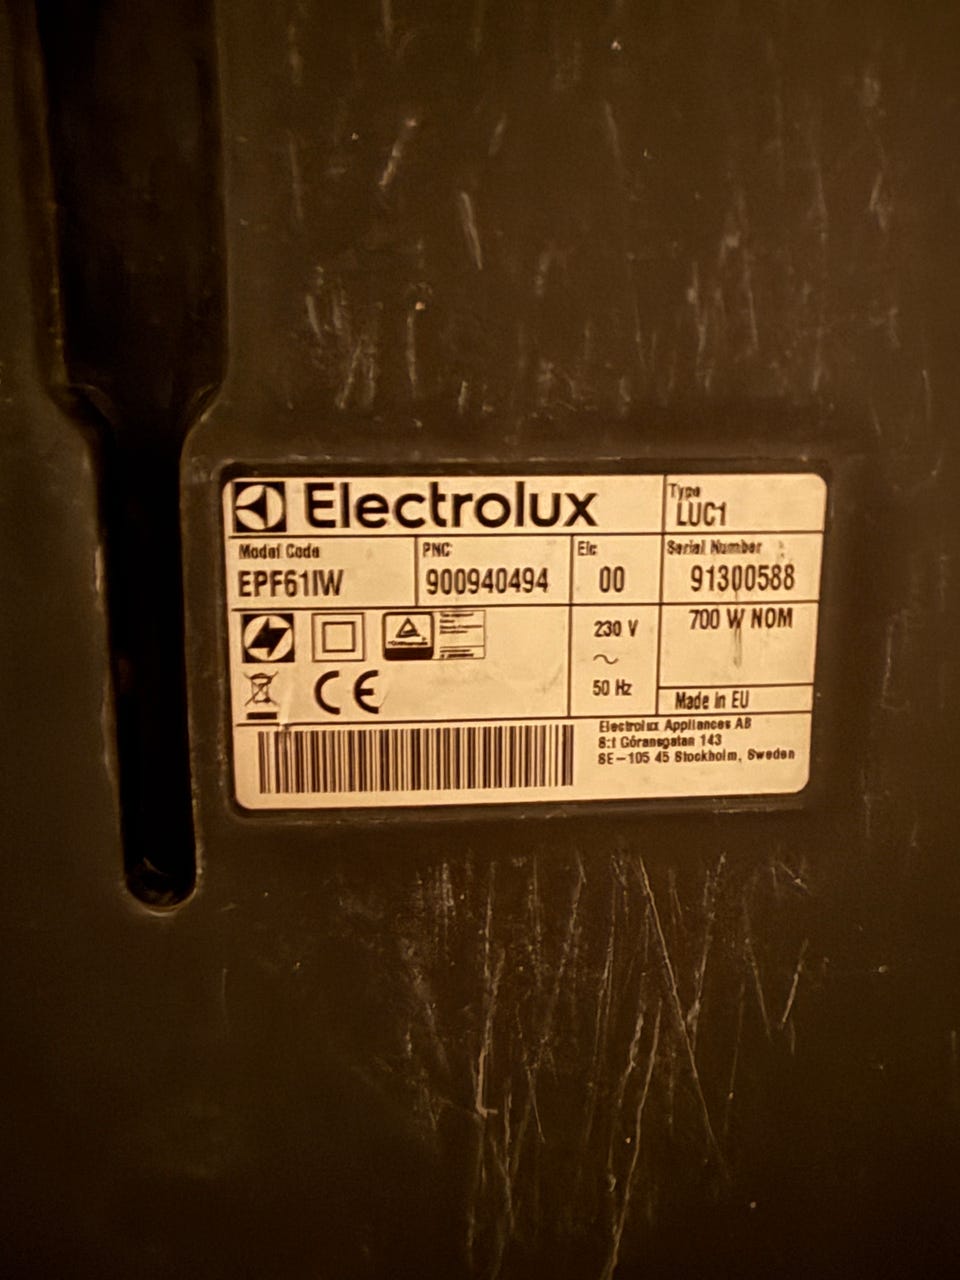 Electrolux
Type
LUC1
Model Code
EPF61IW
PNC
900940494
Elc
00
Serial Number
91300588
230 V
~
50 Hz
700 W NOM
CE
Made in EU
Electrolux Appliances AB
S:t Göransgatan 143
SE-105 45 Stockholm, Sweden